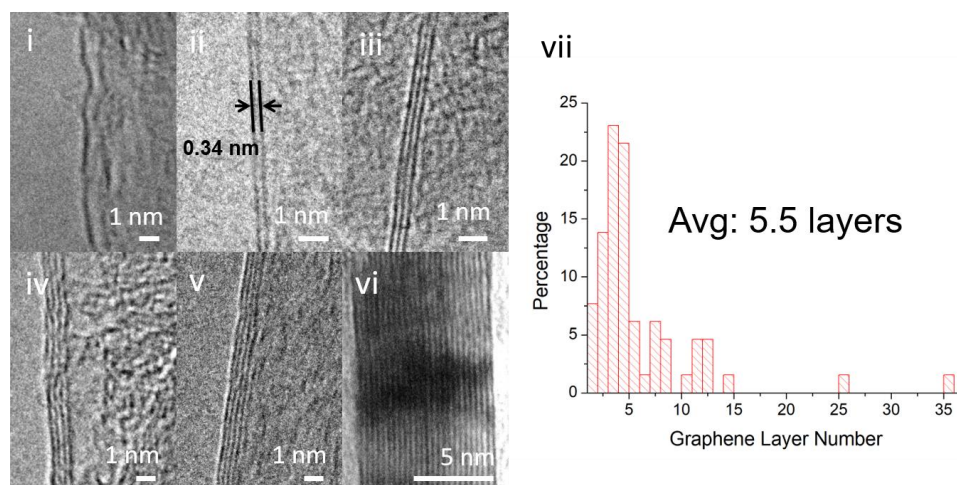 i
ii
iii
0.34 nm
1 nm
1 nm
1 nm
iv
v
vi
1 nm
1 nm
5 nm
vii
25
20
15
10
5
0
Percentage
Avg: 5.5 layers
5
10
15
20
25
30
35
Graphene Layer Number